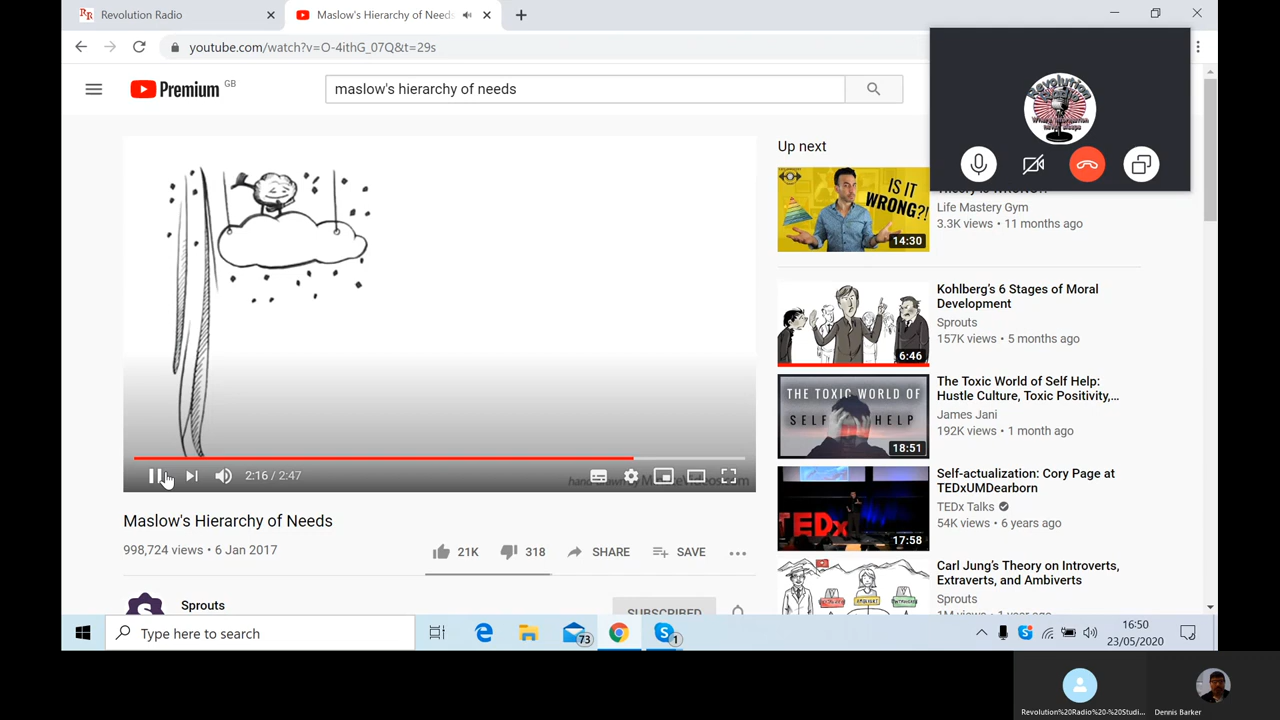 Revolution Radio
Maslow's Hierarchy of Needs
youtube.com/watch?v=O-4ithG_07Q&t=29s
Premium GB
maslow's hierarchy of needs
Up next
IS IT
WRONG?!
14:30
Life Mastery Gym
3.3K views • 11 months ago
Kohlberg's 6 Stages of Moral
Development
Sprouts
157K views • 5 months ago
6:46
THE TOXIC WORLD OF
SELF HELP
18:51
The Toxic World of Self Help:
Hustle Culture, Toxic Positivity,...
James Jani
192K views • 1 month ago
TEDx
17:58
Self-actualization: Cory Page at
TEDxUMDearborn
TEDx Talks
54K views • 6 years ago
Carl Jung's Theory on Introverts,
Extraverts, and Ambiverts
Sprouts
2:16 / 2:47
Maslow's Hierarchy of Needs
998,724 views • 6 Jan 2017
21K
318
SHARE
SAVE
Sprouts
SUBSCRIBED
Type here to search
73
1
16:50
23/05/2020
Revolution%20Radio%20-%20Studi...
Dennis Barker